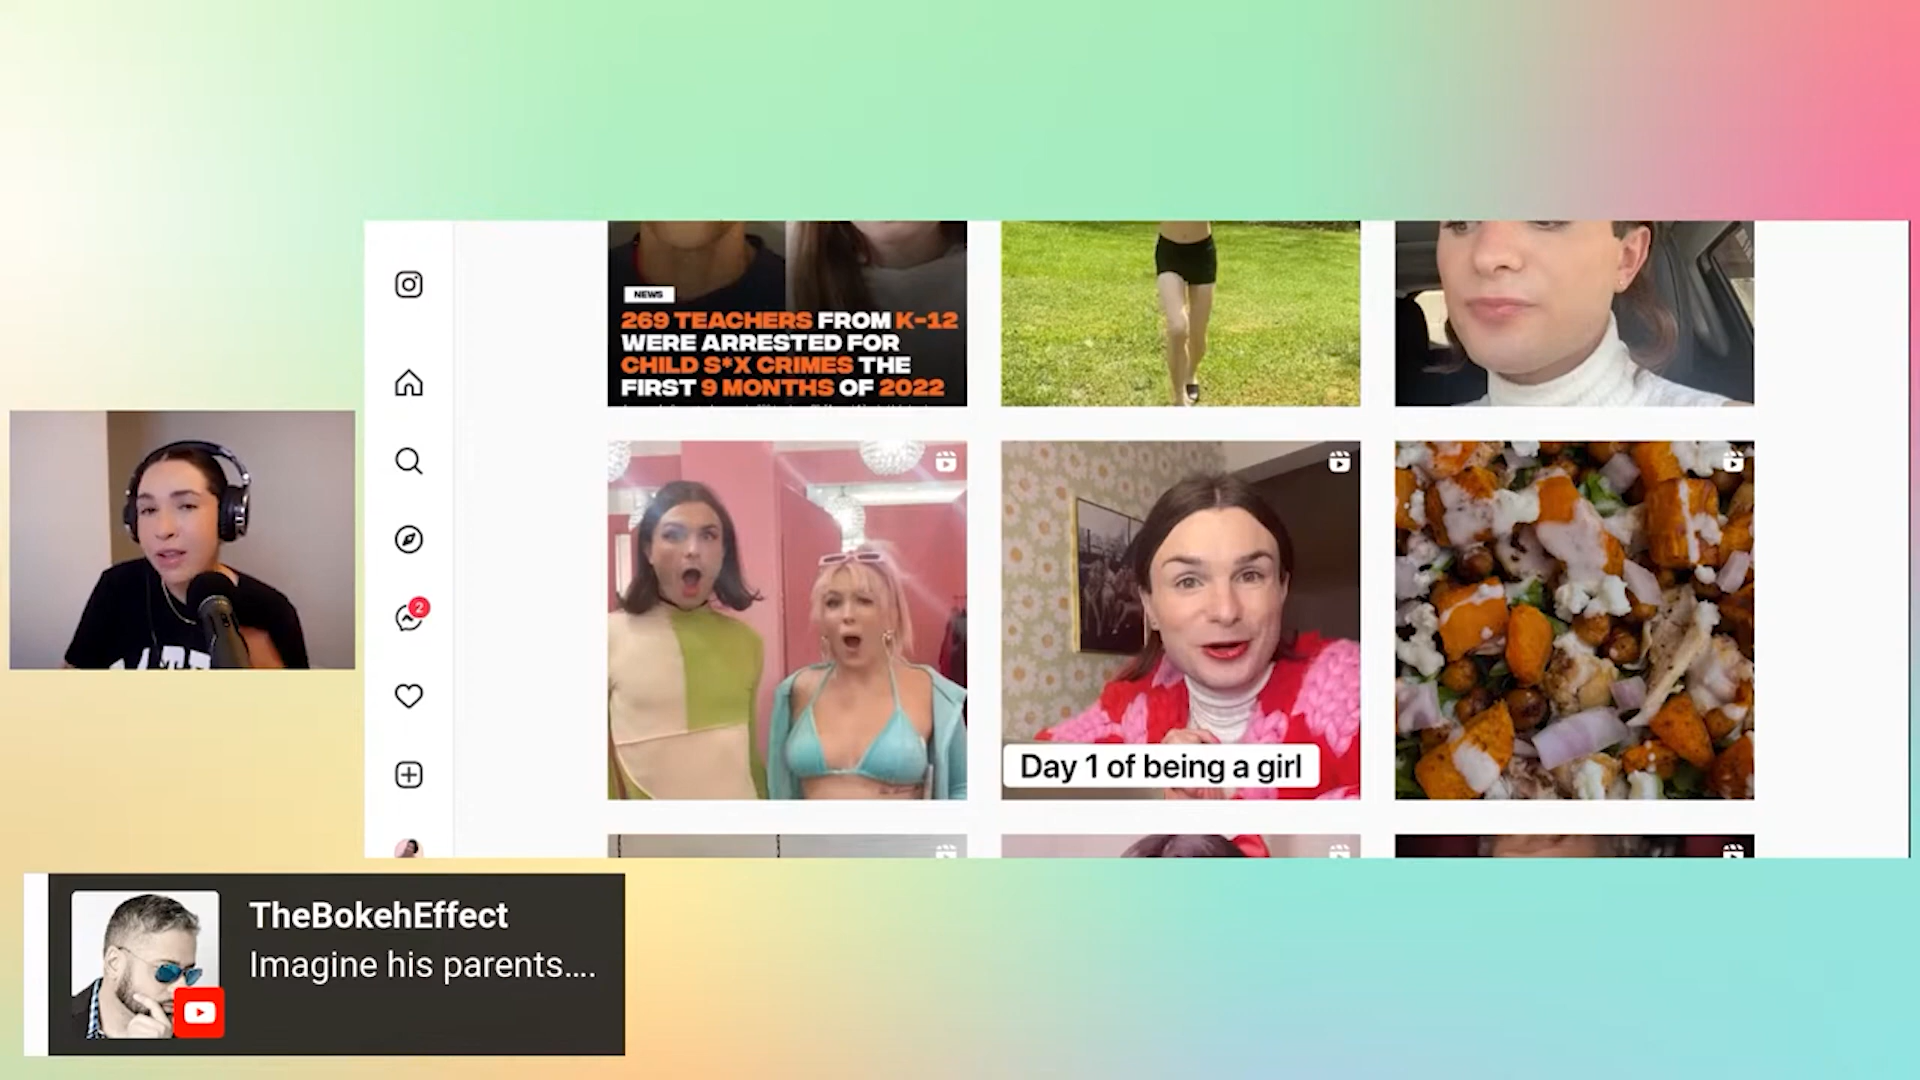 NEWS
269 TEACHERS FROM K-12
WERE ARRESTED FOR
CHILD S*X CRIMES THE
FIRST 9 MONTHS OF 2022
2
Day 1 of being a girl
TheBokehEffect
Imagine his parents....